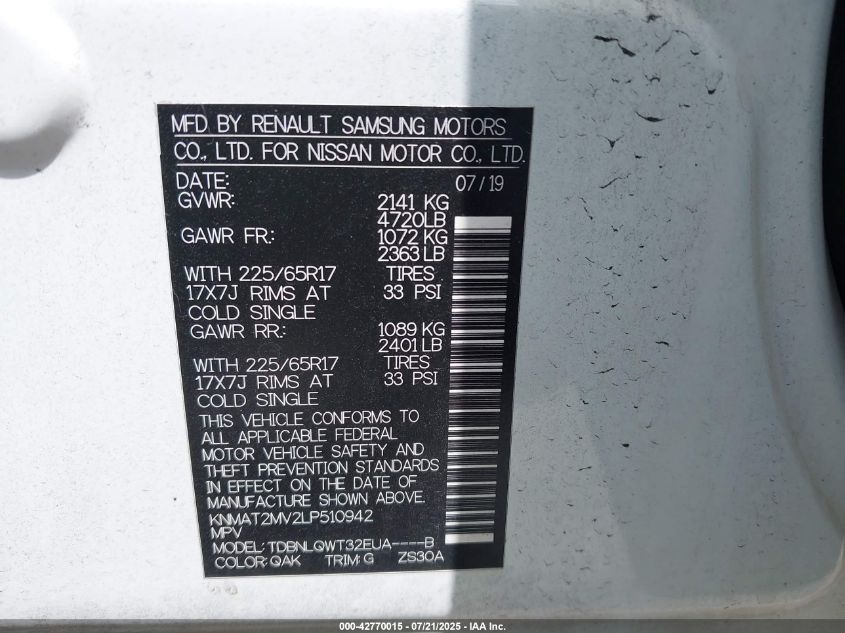 MFD. BY RENAULT SAMSUNG MOTORS
CO., LTD. FOR NISSAN MOTOR CO., LTD.
DATE: 07/19
GVWR: 2141 KG
4720LB
GAWR FR: 1072 KG
2363 LB
WITH 225/65R17 TIRES
17X7J RIMS AT 33 PSI
COLD SINGLE
GAWR RR: 1089 KG
2401 LB
WITH 225/65R17 TIRES
17X7J RIMS AT 33 PSI
COLD SINGLE
THIS VEHICLE CONFORMS TO
ALL APPLICABLE FEDERAL
MOTOR VEHICLE SAFETY AND
THEFT PREVENTION STANDARDS
IN EFFECT ON THE DATE OF
MANUFACTURE SHOWN ABOVE.
KNMAT2MV2LP510942
MPV
MODEL: TDBNLQWT32EUA----B
COLOR: QAK TRIM: G ZS30A
000-42770015 - 07/21/2025 - IAA Inc.